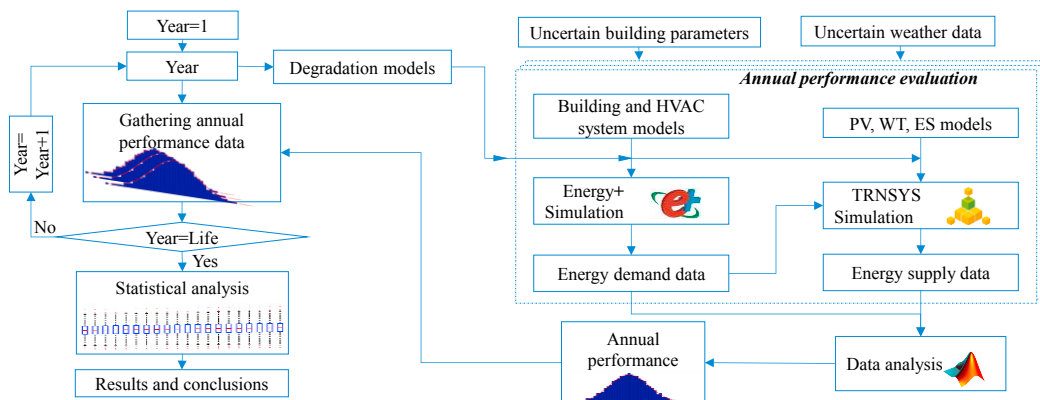 Year=1
Year
Degradation models
Gathering annual
performance data
Year=
Year+1
No
Year=Life
Yes
Statistical analysis
Results and conclusions
Uncertain building parameters
Uncertain weather data
Annual performance evaluation
Building and HVAC
system models
PV, WT, ES models
Energy+
Simulation
et
TRNSYS
Simulation
Energy demand data
Energy supply data
Annual
performance
Data analysis